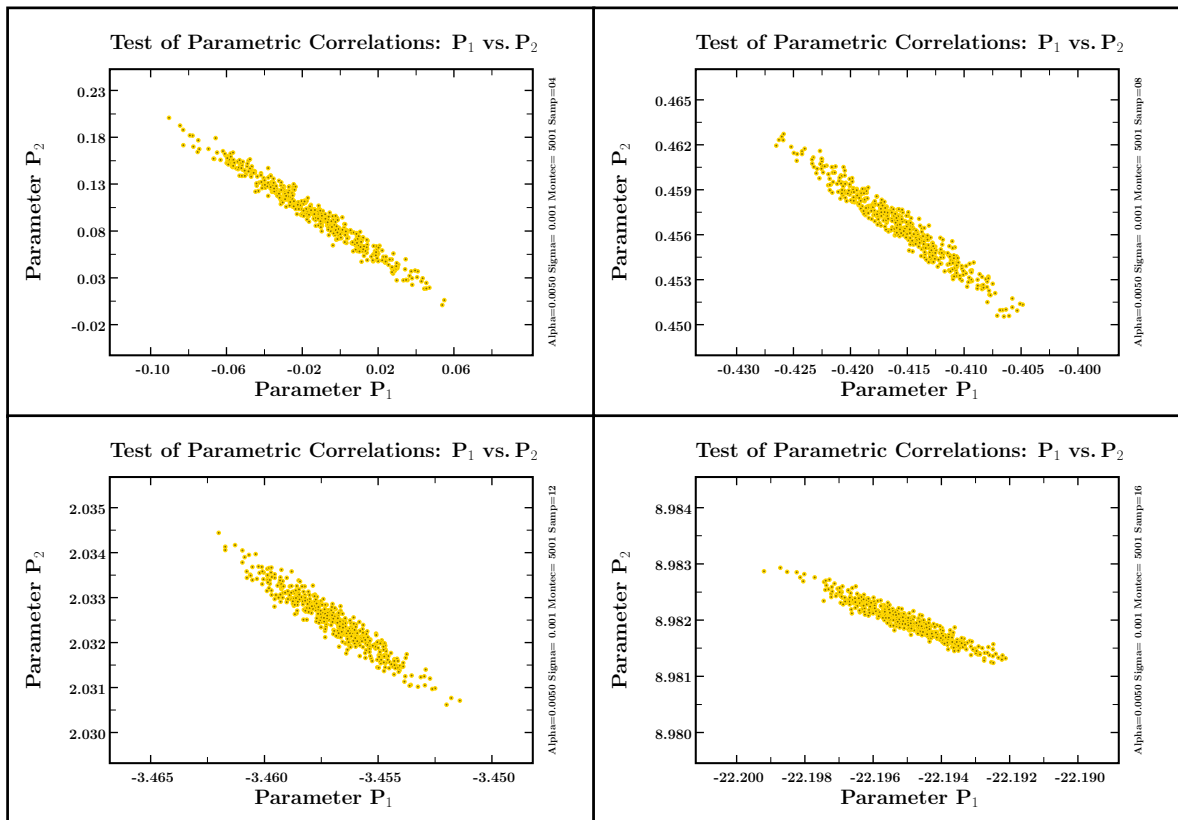 Test of Parametric Correlations: P₁ vs. P₂
0.23
0.18
0.13
0.08
0.03
-0.02
Parameter P₂
-0.10
-0.06
-0.02
0.02
0.06
Parameter P₁
Alpha=0.0050 Sigma= 0.001 Montec= 5001 Samp=04
Test of Parametric Correlations: P₁ vs. P₂
0.465
0.462
0.459
0.456
0.453
0.450
Parameter P₂
-0.430
-0.425
-0.420
-0.415
-0.410
-0.405
-0.400
Parameter P₁
Alpha=0.0050 Sigma= 0.001 Montec= 5001 Samp=08
Test of Parametric Correlations: P₁ vs. P₂
2.035
2.034
2.033
2.032
2.031
2.030
Parameter P₂
-3.465
-3.460
-3.455
-3.450
Parameter P₁
Alpha=0.0050 Sigma= 0.001 Montec= 5001 Samp=12
Test of Parametric Correlations: P₁ vs. P₂
8.984
8.983
8.982
8.981
8.980
Parameter P₂
-22.200
-22.198
-22.196
-22.194
-22.192
-22.190
Parameter P₁
Alpha=0.0050 Sigma= 0.001 Montec= 5001 Samp=16